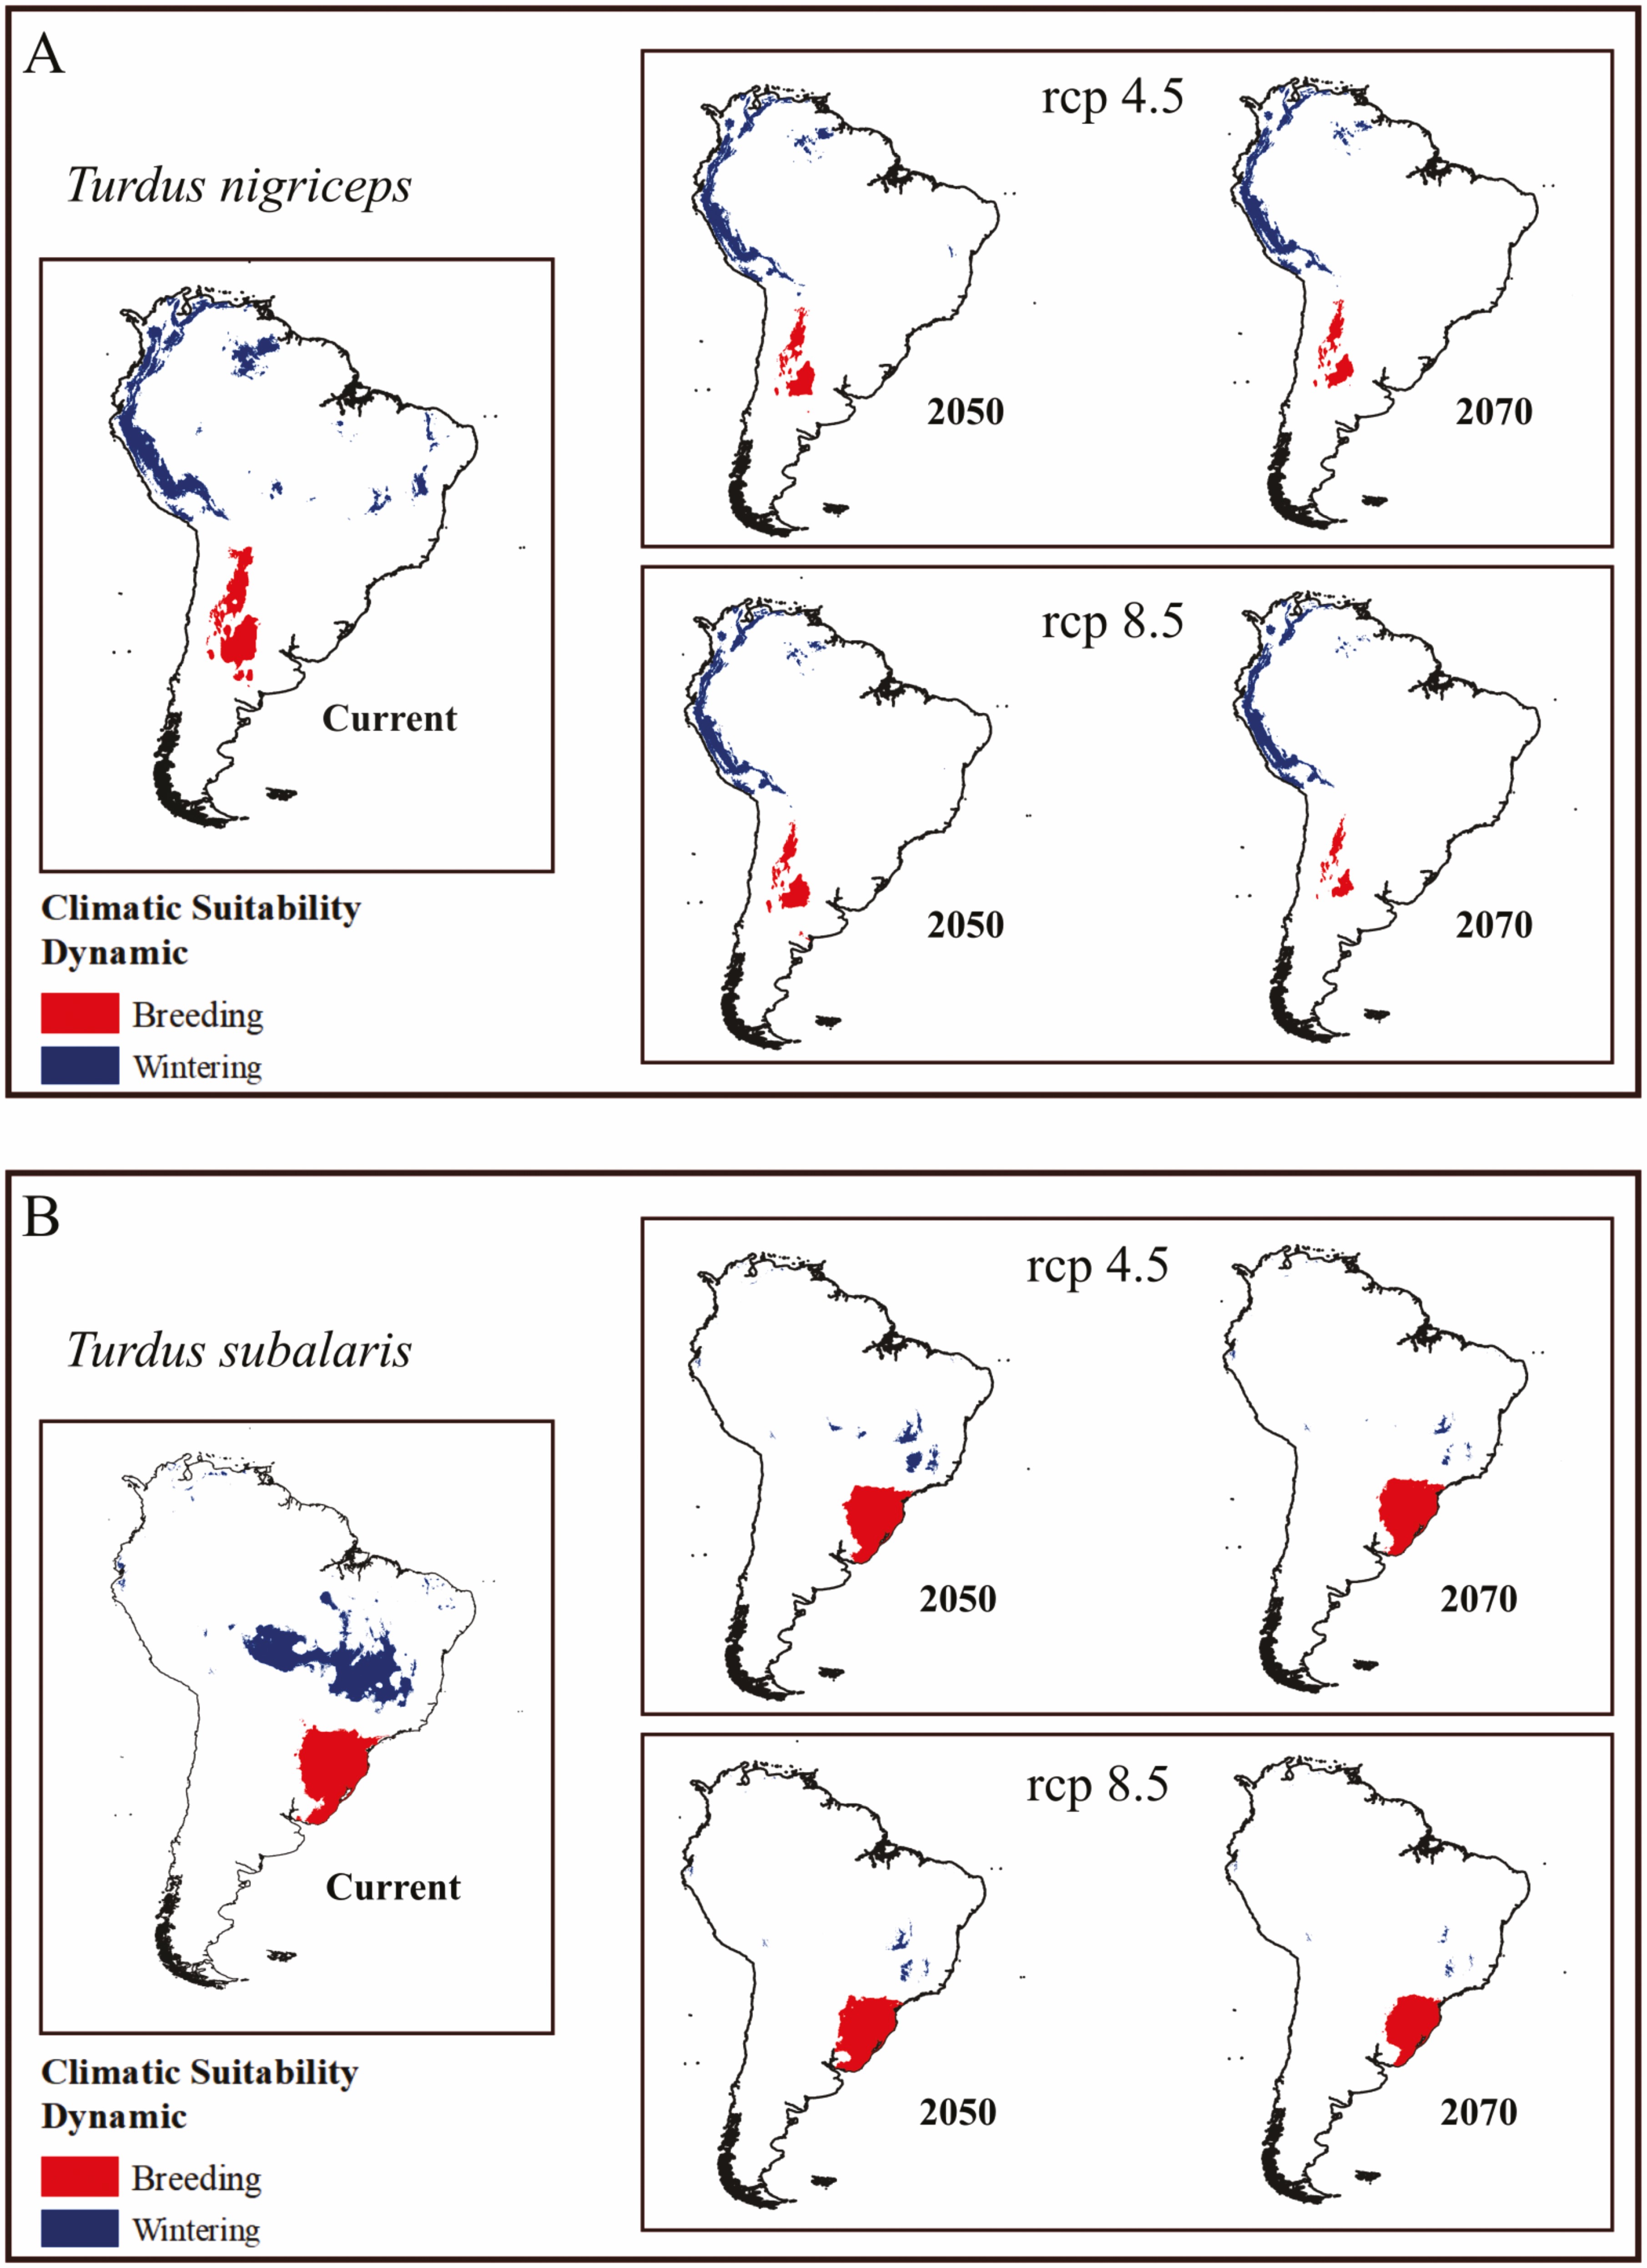 A
Turdus nigriceps
Current
Climatic Suitability
Dynamic
Breeding
Wintering
rcp 4.5
2050
2070
rcp 8.5
2050
2070
B
Turdus subalaris
Current
Climatic Suitability
Dynamic
Breeding
Wintering
rcp 4.5
2050
2070
rcp 8.5
2050
2070